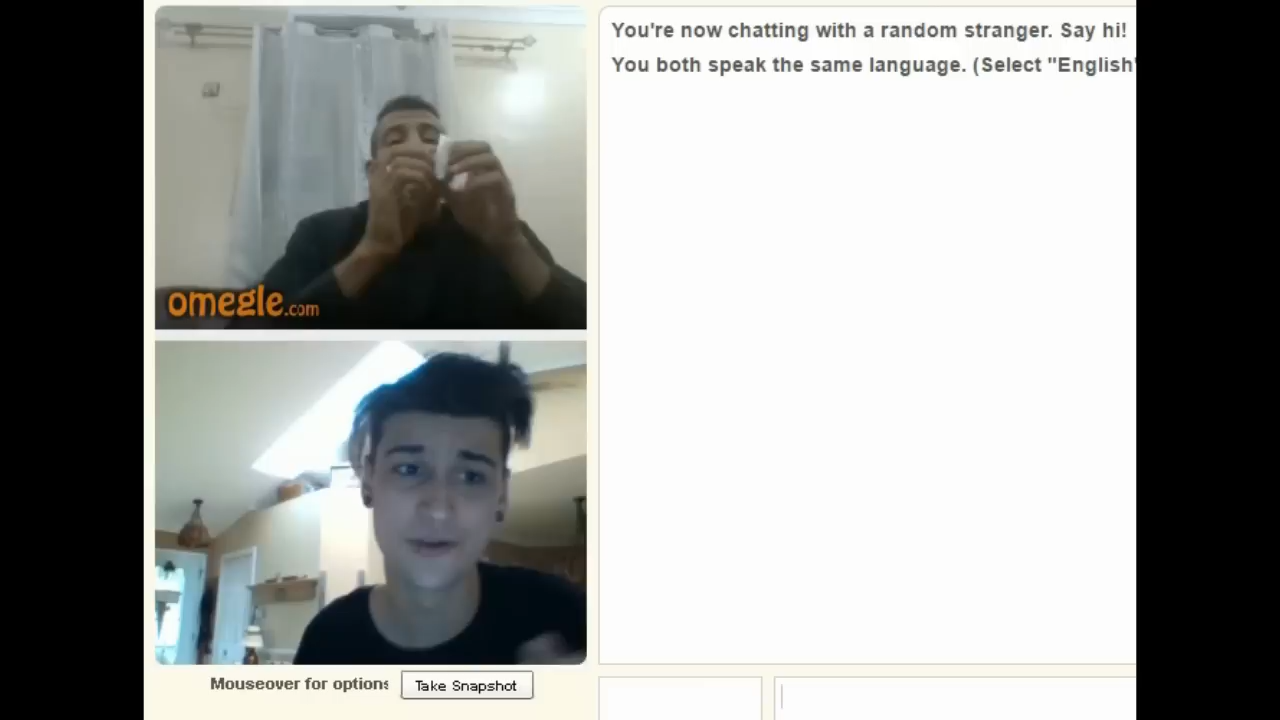 You're now chatting with a random stranger. Say hi!
You both speak the same language. (Select "English"
omegle.com
Mouseover for options
Take Snapshot